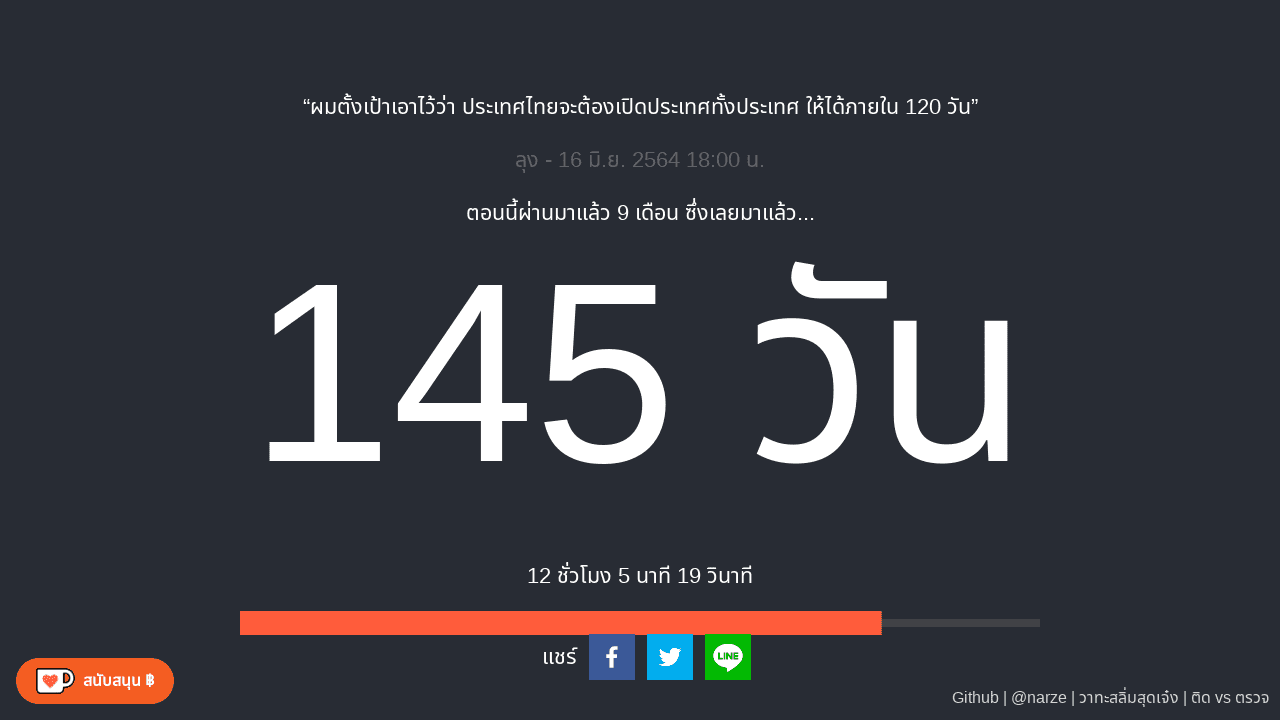 “ผมตั้งเป้าเอาไว้ว่า ประเทศไทยจะต้องเปิดประเทศทั้งประเทศ ให้ได้ภายใน 120 วัน”
ลุง - 16 มิ.ย. 2564 18:00 น.
ตอนนี้ผ่านมาแล้ว 9 เดือน ซึ่งเลยมาแล้ว...
145 วัน
12 ชั่วโมง 5 นาที 19 วินาที
แชร์
LINE
สนับสนุน ฿
Github | @narze | วาทะสลิ่มสุดเจ๋ง | ติด vs ตรวจ